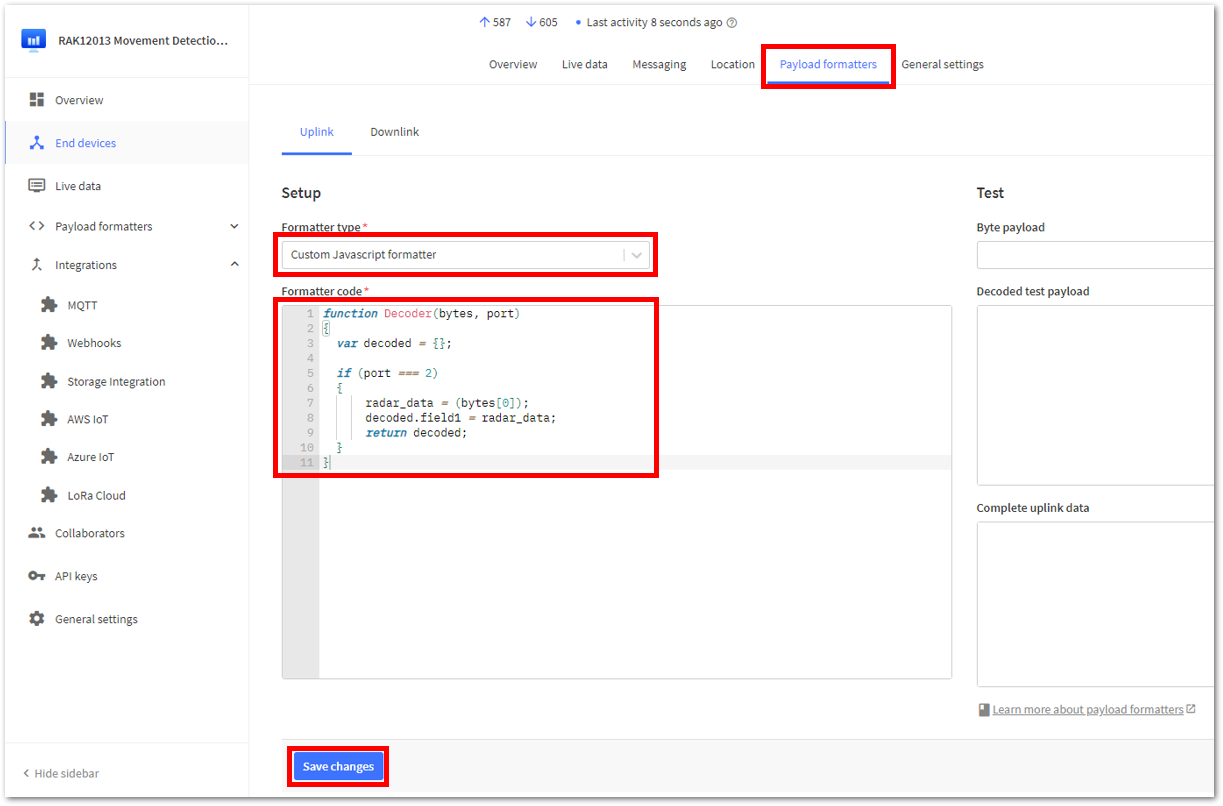 RAK12013 Movement Detectio...
Overview
End devices
Live data
Payload formatters
Integrations
MQTT
Webhooks
Storage Integration
AWS IoT
Azure IoT
LoRa Cloud
Collaborators
API keys
General settings
Hide sidebar
587 605 • Last activity 8 seconds ago
Overview Live data Messaging Location Payload formatters General settings
Uplink Downlink
Setup
Formatter type*
Custom Javascript formatter
Formatter code*
1 function Decoder(bytes, port)
2 {
3 var decoded = {};
4
5 if (port === 2)
6 {
7 radar_data = (bytes[0]);
8 decoded.field1 = radar_data;
9 return decoded;
10 }
11 }
Test
Byte payload
Decoded test payload
Complete uplink data
Learn more about payload formatters
Save changes